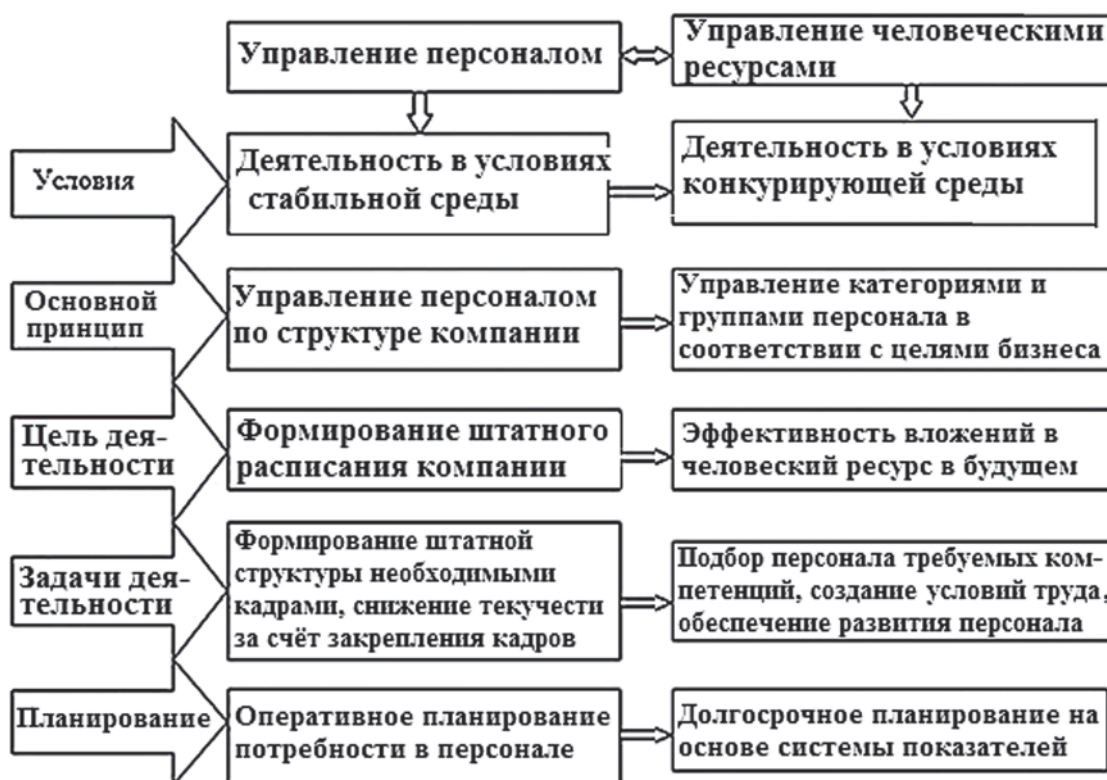 Управление персоналом
Управление человеческими
ресурсами
Условия
Деятельность в условиях
стабильной среды
Деятельность в условиях
конкурирующей среды
Основной
принцип
Управление персоналом
по структуре компании
Управление категориями и
группами персонала в
соответствии с целями бизнеса
Цель дея-
тельности
Формирование штатного
расписания компании
Эффективность вложений в
человеский ресурс в будущем
Задачи дея-
тельности
Формирование штатной
структуры необходимыми
кадрами, снижение текучести
за счёт закрепления кадров
Подбор персонала требуемых ком-
петенций, создание условий труда,
обеспечение развития персонала
Планирование
Оперативное планирование
потребности в персонале
Долгосрочное планирование на
основе системы показателей